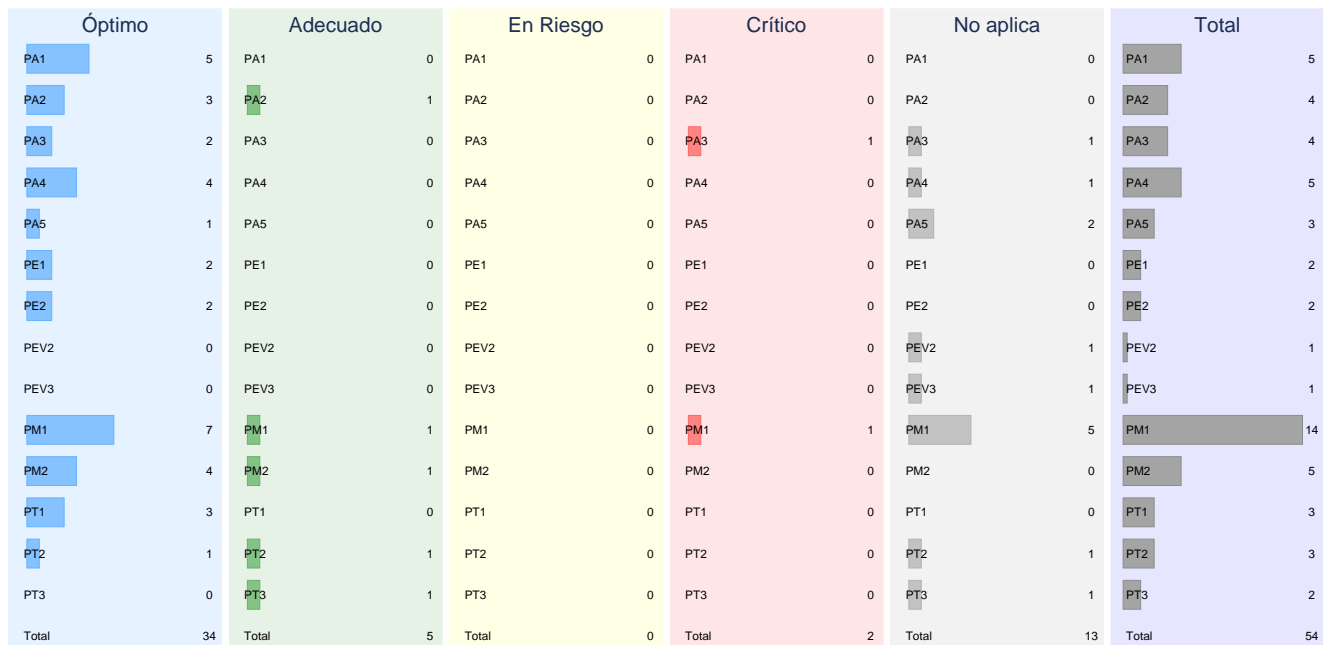 Óptimo Adecuado En Riesgo Crítico No aplica Total
PA1 5 PA1 0 PA1 0 PA1 0 PA1 0 PA1 5
PA2 3 PA2 1 PA2 0 PA2 0 PA2 0 PA2 4
PA3 2 PA3 0 PA3 0 PA3 1 PA3 1 PA3 4
PA4 4 PA4 0 PA4 0 PA4 0 PA4 1 PA4 5
PA5 1 PA5 0 PA5 0 PA5 0 PA5 2 PA5 3
PE1 2 PE1 0 PE1 0 PE1 0 PE1 0 PE1 2
PE2 2 PE2 0 PE2 0 PE2 0 PE2 0 PE2 2
PEV2 0 PEV2 0 PEV2 0 PEV2 0 PEV2 1 PEV2 1
PEV3 0 PEV3 0 PEV3 0 PEV3 0 PEV3 1 PEV3 1
PM1 7 PM1 1 PM1 0 PM1 1 PM1 5 PM1 14
PM2 4 PM2 1 PM2 0 PM2 0 PM2 0 PM2 5
PT1 3 PT1 0 PT1 0 PT1 0 PT1 0 PT1 3
PT2 1 PT2 1 PT2 0 PT2 0 PT2 1 PT2 3
PT3 0 PT3 1 PT3 0 PT3 0 PT3 1 PT3 2
Total 34 Total 5 Total 0 Total 2 Total 13 Total 54